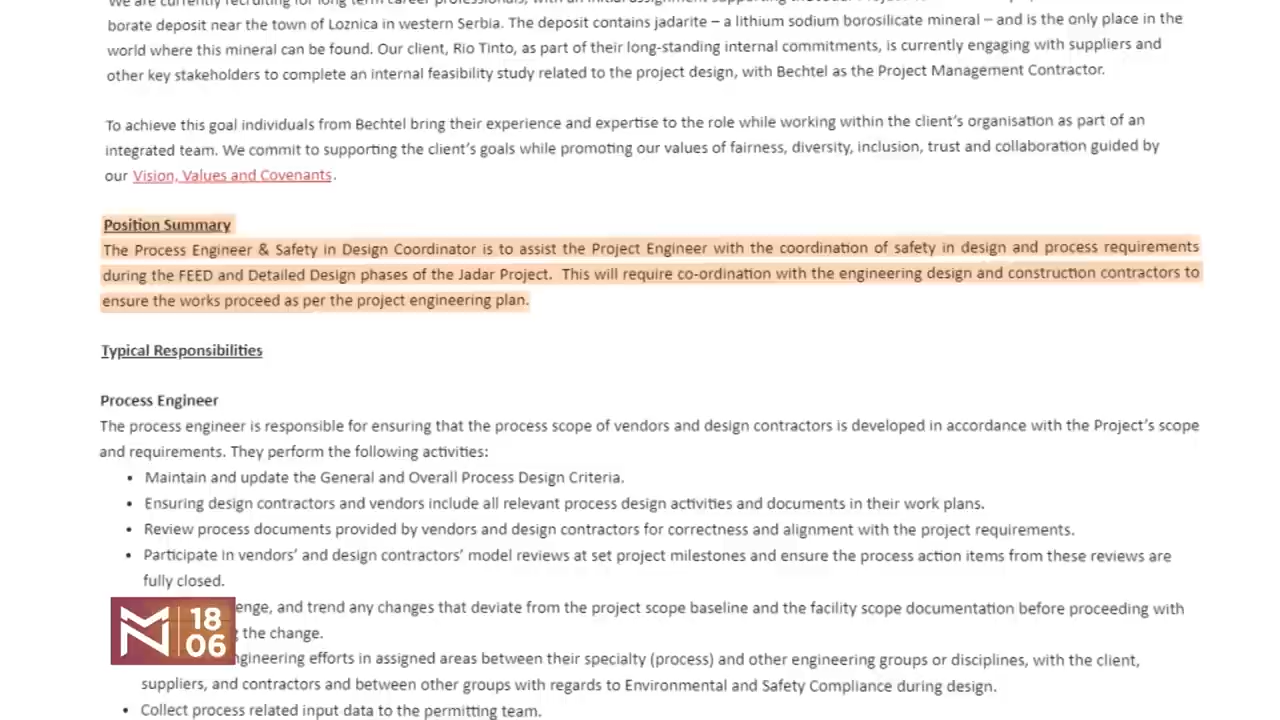 borate deposit near the town of Loznica in western Serbia. The deposit contains jadarite – a lithium sodium borosilicate mineral – and is the only place in the
world where this mineral can be found. Our client, Rio Tinto, as part of their long-standing internal commitments, is currently engaging with suppliers and
other key stakeholders to complete an internal feasibility study related to the project design, with Bechtel as the Project Management Contractor.
To achieve this goal individuals from Bechtel bring their experience and expertise to the role while working within the client's organisation as part of an
integrated team. We commit to supporting the client's goals while promoting our values of fairness, diversity, inclusion, trust and collaboration guided by
our Vision, Values and Covenants.
Position Summary
The Process Engineer & Safety in Design Coordinator is to assist the Project Engineer with the coordination of safety in design and process requirements
during the FEED and Detailed Design phases of the Jadar Project. This will require co-ordination with the engineering design and construction contractors to
ensure the works proceed as per the project engineering plan.
Typical Responsibilities
Process Engineer
The process engineer is responsible for ensuring that the process scope of vendors and design contractors is developed in accordance with the Project's scope
and requirements. They perform the following activities:
• Maintain and update the General and Overall Process Design Criteria.
• Ensuring design contractors and vendors include all relevant process design activities and documents in their work plans.
• Review process documents provided by vendors and design contractors for correctness and alignment with the project requirements.
• Participate in vendors' and design contractors' model reviews at set project milestones and ensure the process action items from these reviews are
fully closed.
enge, and trend any changes that deviate from the project scope baseline and the facility scope documentation before proceeding with
the change.
gineering efforts in assigned areas between their specialty (process) and other engineering groups or disciplines, with the client,
suppliers, and contractors and between other groups with regards to Environmental and Safety Compliance during design.
• Collect process related input data to the permitting team.
N 18
06